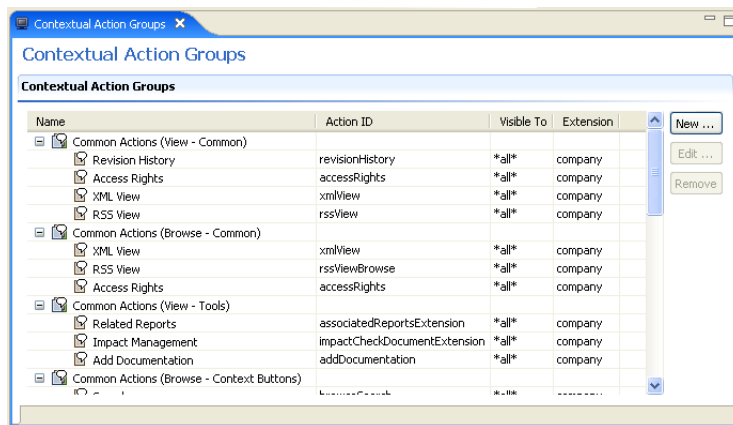 Contextual Action Groups
Contextual Action Groups
Contextual Action Groups
Name Action ID Visible To Extension
New ...
Common Actions (View - Common)
Edit ...
Revision History revisionHistory *all* company
Access Rights accessRights *all* company
Remove
XML View xmlView *all* company
RSS View rssView *all* company
Common Actions (Browse - Common)
XML View xmlView *all* company
RSS View rssViewBrowse *all* company
Access Rights accessRights *all* company
Common Actions (View - Tools)
Related Reports associatedReportsExtension *all* company
Impact Management impactCheckDocumentExtension *all* company
Add Documentation addDocumentation *all* company
Common Actions (Browse - Context Buttons)